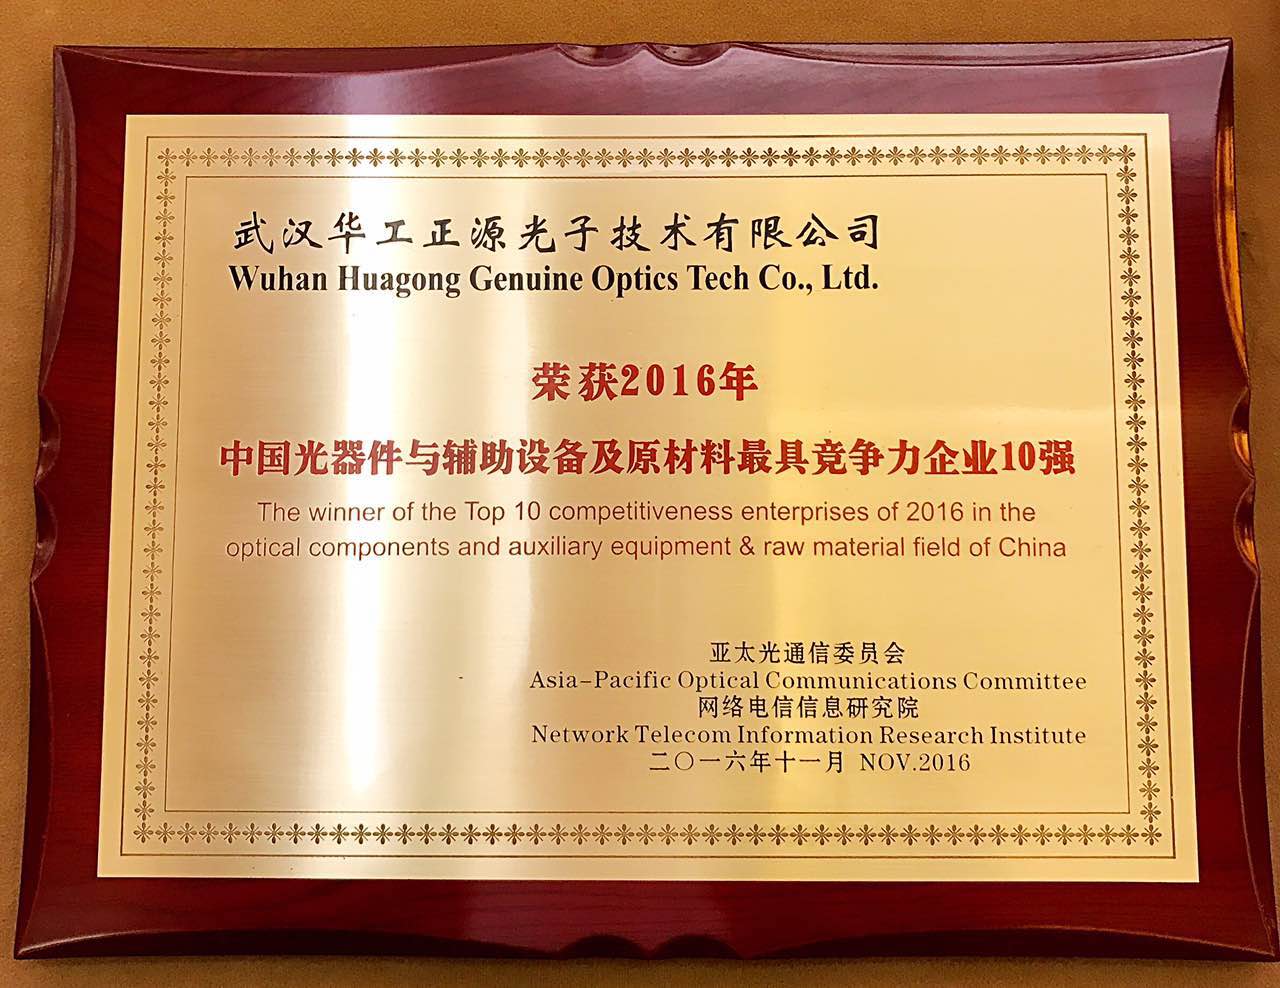 武汉华工正源光子技术有限公司
Wuhan Huagong Genuine Optics Tech Co., Ltd.
荣获2016年
中国光器件与辅助设备及原材料最具竞争力企业10强
The winner of the Top 10 competitiveness enterprises of 2016 in the
optical components and auxiliary equipment & raw material field of China
亚太光通信委员会
Asia-Pacific Optical Communications Committee
网络电信信息研究院
Network Telecom Information Research Institute
二〇一六年十一月 NOV.2016